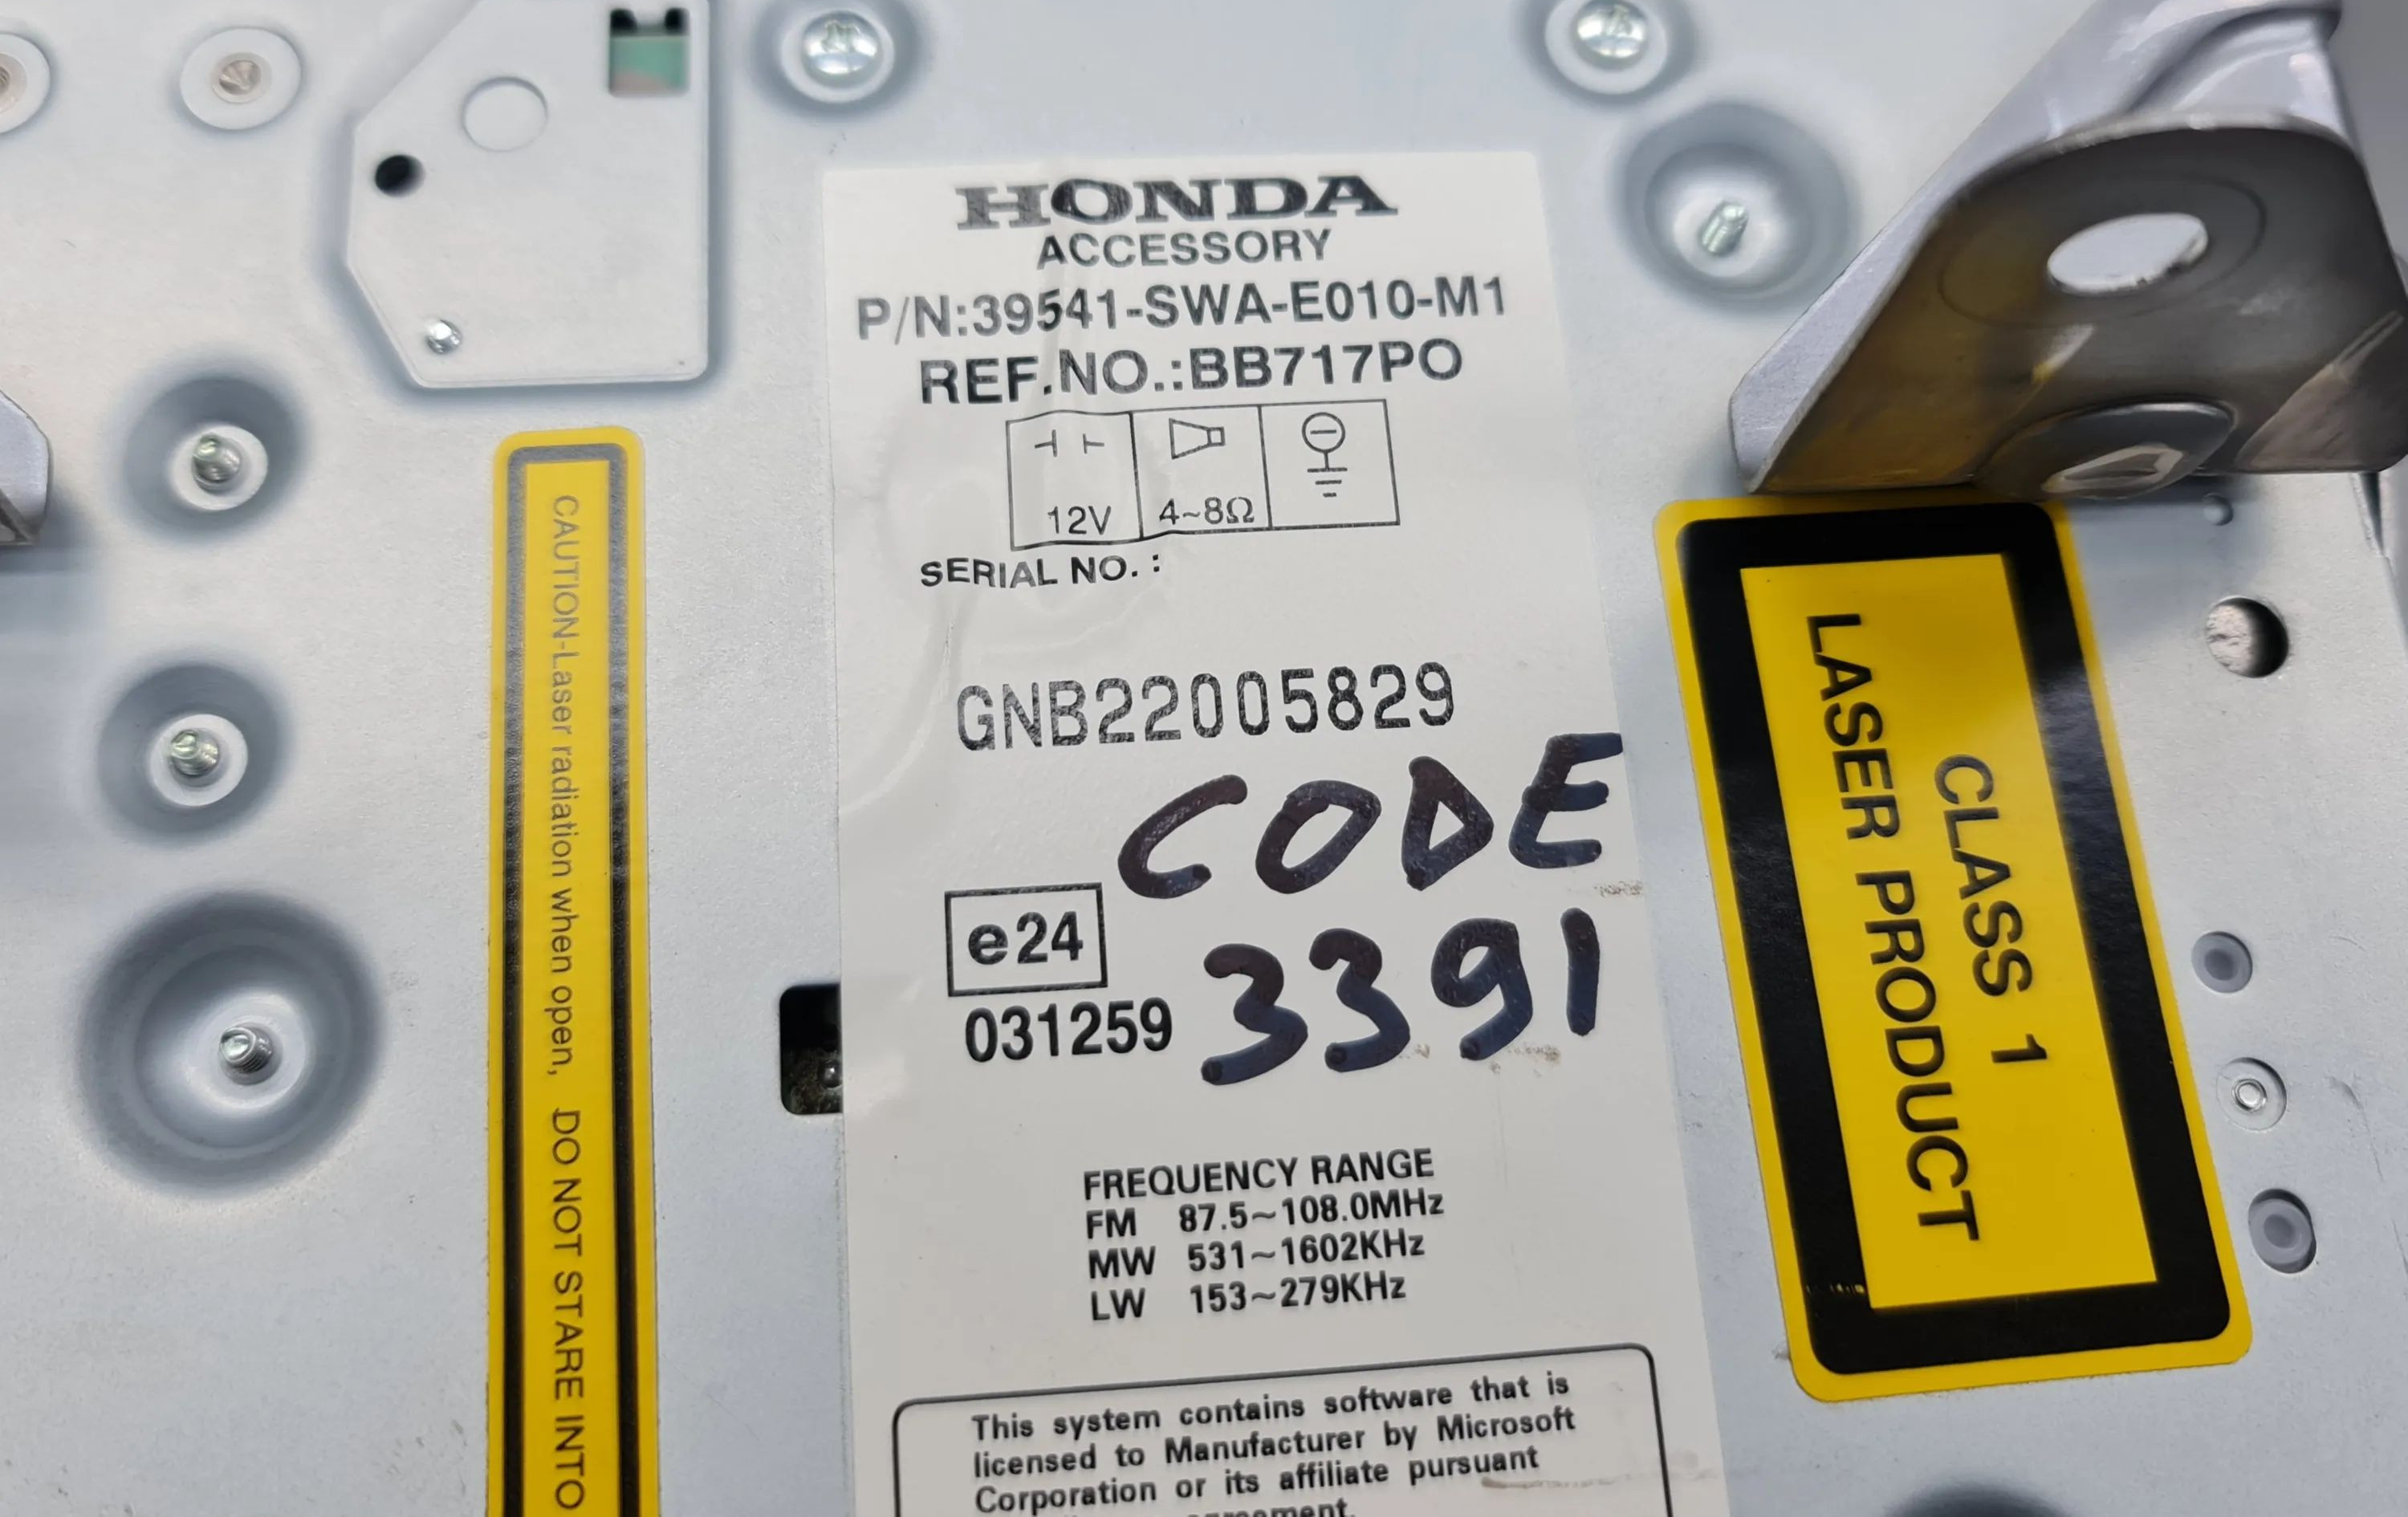 HONDA
ACCESSORY
P/N:39541-SWA-E010-M1
REF.NO.:BB717PO
12V 4~8Ω
SERIAL NO. :
GNB22005829
CODE
3391
e24
031259
FREQUENCY RANGE
FM 87.5~108.0MHz
MW 531~1602KHz
LW 153~279KHz
This system contains software that is
licensed to Manufacturer by Microsoft
Corporation or its affiliate pursuant
agreement.
CAUTION-Laser radiation when open, DO NOT STARE INTO
CLASS 1
LASER PRODUCT